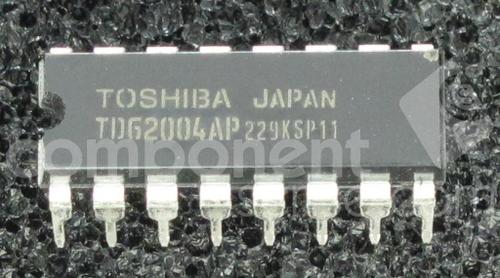 TOSHIBA JAPAN
TD62004AP 229KSP11
component